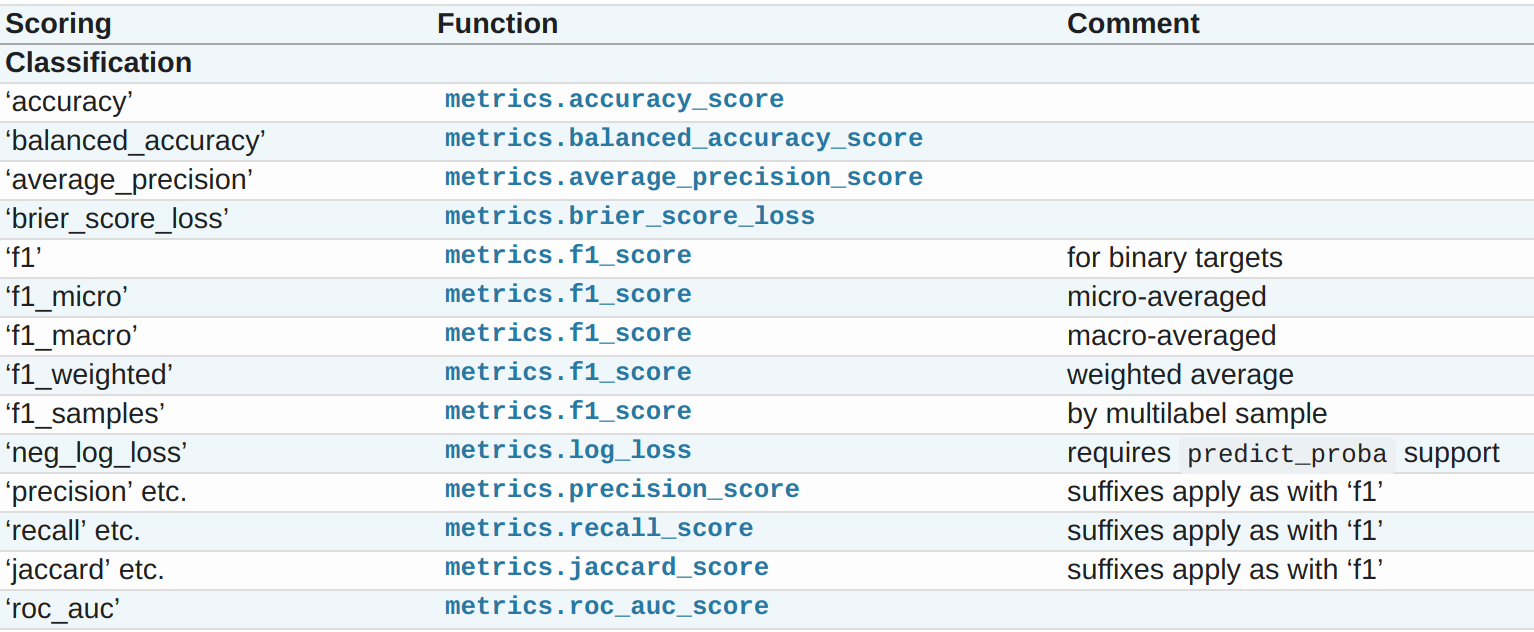 Scoring Function Comment
Classification
‘accuracy’ metrics.accuracy_score
‘balanced_accuracy’ metrics.balanced_accuracy_score
‘average_precision’ metrics.average_precision_score
‘brier_score_loss’ metrics.brier_score_loss
‘f1’ metrics.f1_score for binary targets
‘f1_micro’ metrics.f1_score micro-averaged
‘f1_macro’ metrics.f1_score macro-averaged
‘f1_weighted’ metrics.f1_score weighted average
‘f1_samples’ metrics.f1_score by multilabel sample
‘neg_log_loss’ metrics.log_loss requires predict_proba support
‘precision’ etc. metrics.precision_score suffixes apply as with ‘f1’
‘recall’ etc. metrics.recall_score suffixes apply as with ‘f1’
‘jaccard’ etc. metrics.jaccard_score suffixes apply as with ‘f1’
‘roc_auc’ metrics.roc_auc_score